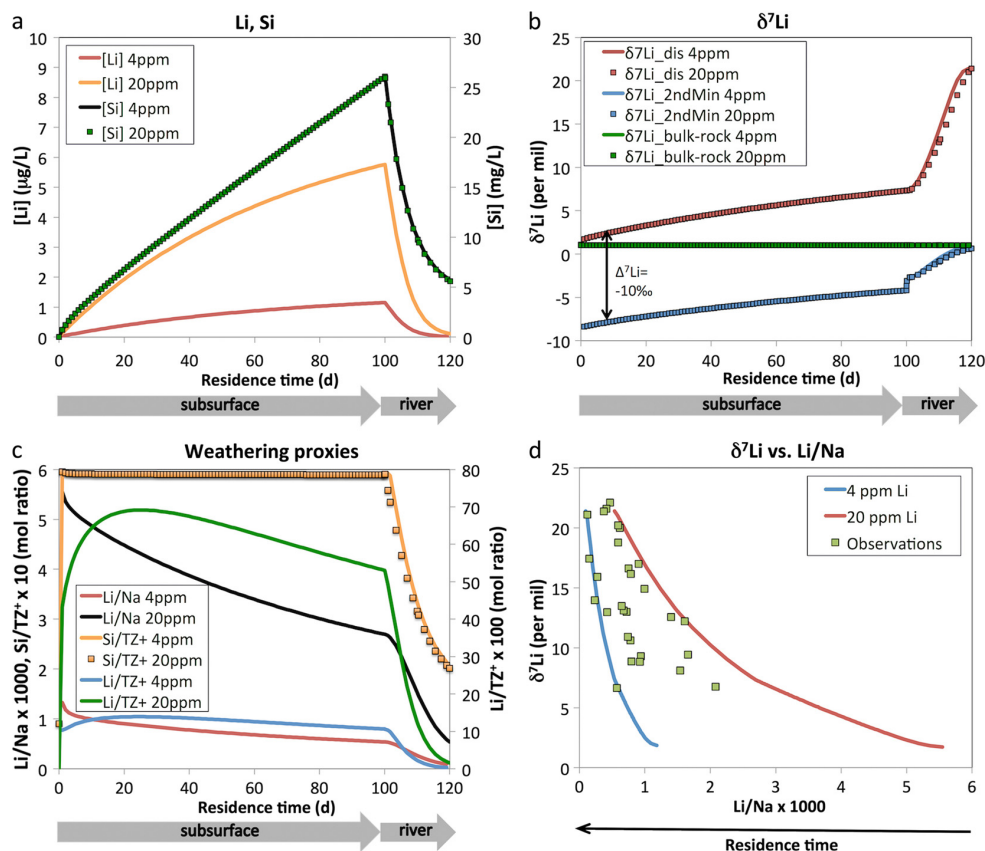 a
Li, Si
10
9
8
7
6
5
4
3
2
1
0
[Li] (µg/L)
[Li] 4ppm
[Li] 20ppm
[Si] 4ppm
[Si] 20ppm
30
25
20
15
10
5
0
[Si] (mg/L)
0 20 40 60 80 100 120
Residence time (d)
subsurface river
b
δ⁷Li
25
20
15
10
5
0
-5
-10
δ⁷Li (per mil)
δ7Li_dis 4ppm
δ7Li_dis 20ppm
δ7Li_2ndMin 4ppm
δ7Li_2ndMin 20ppm
δ7Li_bulk-rock 4ppm
δ7Li_bulk-rock 20ppm
Δ⁷Li=
-10‰
0 20 40 60 80 100 120
Residence time (d)
subsurface river
c
Weathering proxies
6
5
4
3
2
1
0
Li/Na x 1000, Si/TZ⁺ x 10 (mol ratio)
Li/Na 4ppm
Li/Na 20ppm
Si/TZ+ 4ppm
Si/TZ+ 20ppm
Li/TZ+ 4ppm
Li/TZ+ 20ppm
80
70
60
50
40
30
20
10
0
Li/TZ⁺ x 100 (mol ratio)
0 20 40 60 80 100 120
Residence time (d)
subsurface river
d
δ⁷Li vs. Li/Na
25
20
15
10
5
0
δ⁷Li (per mil)
4 ppm Li
20 ppm Li
Observations
0 1 2 3 4 5 6
Li/Na x 1000
Residence time